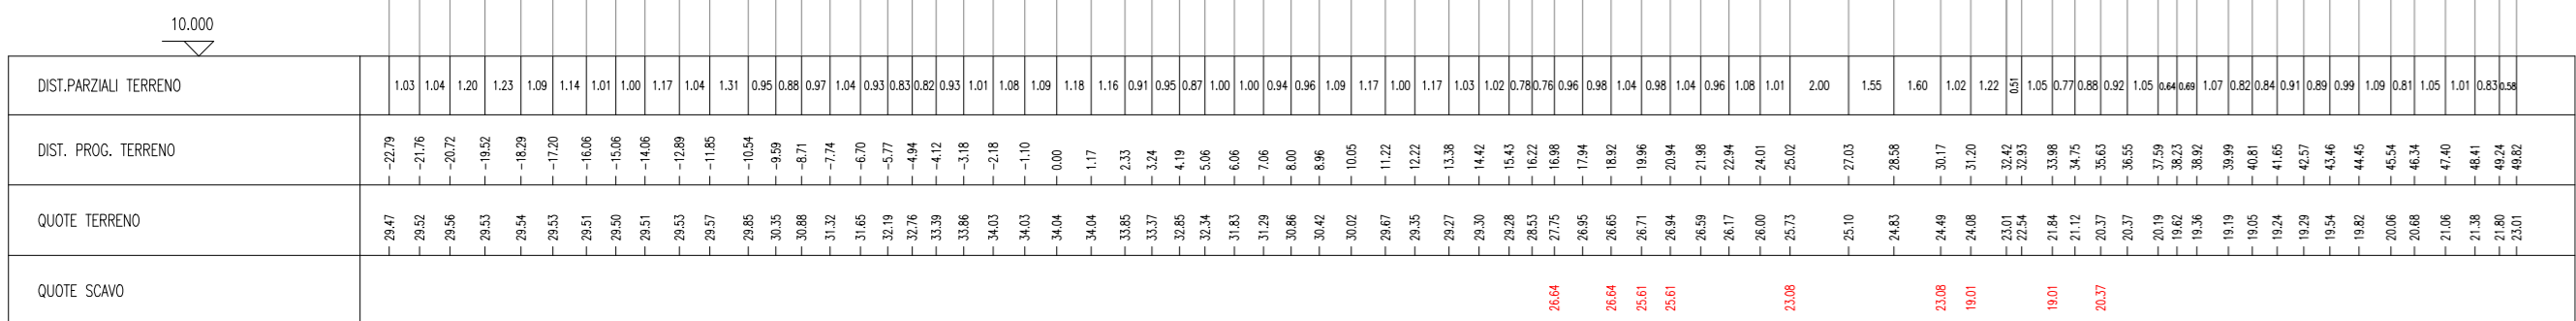 10.000
DIST.PARZIALI TERRENO 1.03 1.04 1.20 1.23 1.09 1.14 1.01 1.00 1.17 1.04 1.31 0.95 0.88 0.97 1.04 0.93 0.83 0.82 0.93 1.01 1.08 1.09 1.18 1.16 0.91 0.95 0.87 1.00 1.00 0.94 0.96 1.09 1.17 1.00 1.17 1.03 1.02 0.78 0.76 0.96 0.98 1.04 0.98 1.04 0.96 1.08 1.01 2.00 1.55 1.60 1.02 1.22 0.51 1.05 0.77 0.88 0.92 1.05 0.64 0.69 1.07 0.82 0.84 0.91 0.89 0.99 1.09 0.81 1.05 1.01 0.83 0.58
DIST. PROG. TERRENO -22.79 -21.76 -20.72 -19.52 -18.29 -17.20 -16.06 -15.06 -14.06 -12.89 -11.85 -10.54 -9.59 -8.71 -7.74 -6.70 -5.77 -4.94 -4.12 -3.18 -2.18 -1.10 0.00 1.17 2.33 3.24 4.19 5.06 6.06 7.06 8.00 8.96 10.05 11.22 12.22 13.38 14.42 15.43 16.22 16.98 17.94 18.92 19.96 20.94 21.98 22.94 24.01 25.02 27.03 28.58 30.17 31.20 32.42 32.93 33.98 34.75 35.63 36.55 37.59 38.23 38.92 39.99 40.81 41.65 42.57 43.46 44.45 45.54 46.34 47.40 48.41 49.24 49.82
QUOTE TERRENO 29.47 29.52 29.56 29.53 29.54 29.53 29.51 29.50 29.51 29.53 29.57 29.85 30.35 30.88 31.32 31.65 32.19 32.76 33.39 33.86 34.03 34.03 34.04 34.04 33.85 33.37 32.85 32.34 31.83 31.29 30.86 30.42 30.02 29.67 29.35 29.27 29.30 29.28 28.53 27.75 26.95 26.65 26.71 26.94 26.59 26.17 26.00 25.73 25.10 24.83 24.49 24.08 23.01 22.54 21.84 21.12 20.37 20.37 20.19 19.62 19.36 19.19 19.05 19.24 19.29 19.54 19.82 20.06 20.68 21.06 21.38 21.80 23.01
QUOTE SCAVO 26.64 26.64 25.61 25.61 23.08 23.08 19.01 19.01 20.37